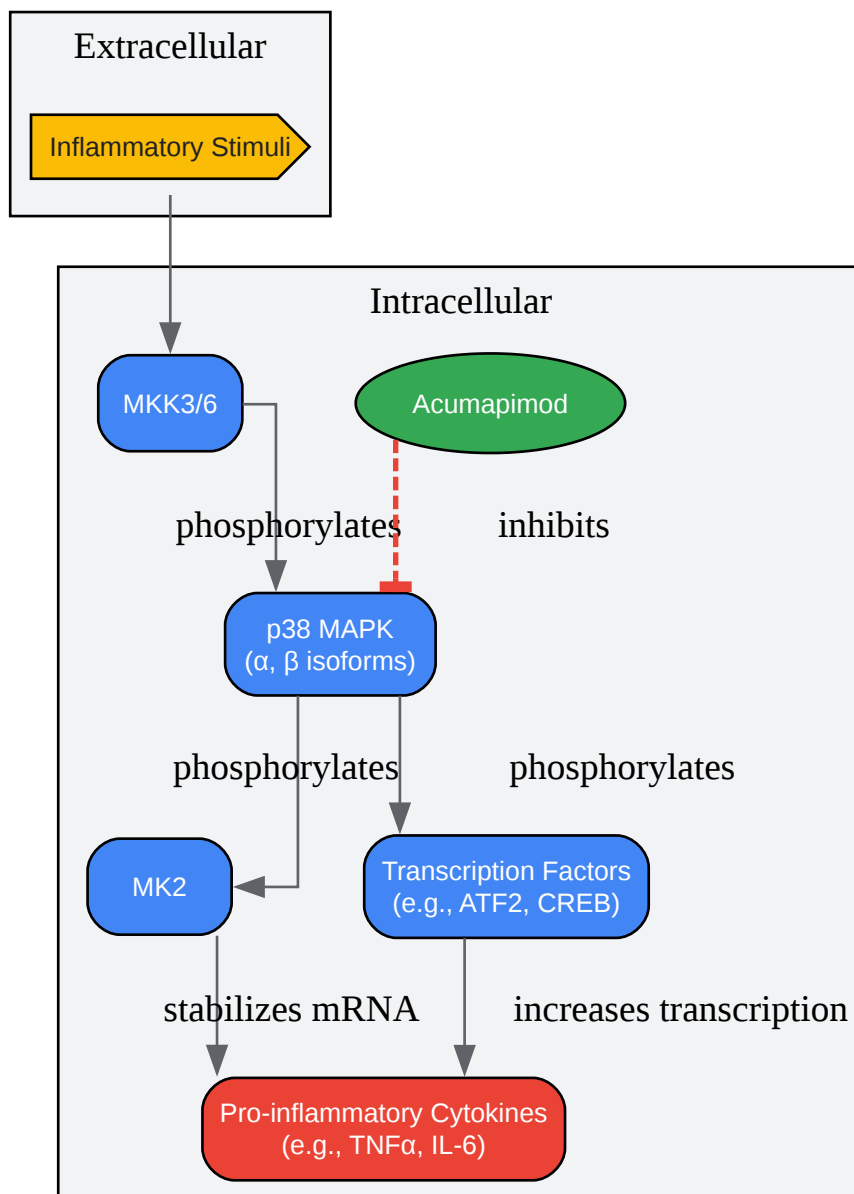 Extracellular
Inflammatory Stimuli
Intracellular
MKK3/6
Acumapimod
phosphorylates
inhibits
p38 MAPK
(α, β isoforms)
phosphorylates
phosphorylates
MK2
Transcription Factors
(e.g., ATF2, CREB)
stabilizes mRNA
increases transcription
Pro-inflammatory Cytokines
(e.g., TNFα, IL-6)